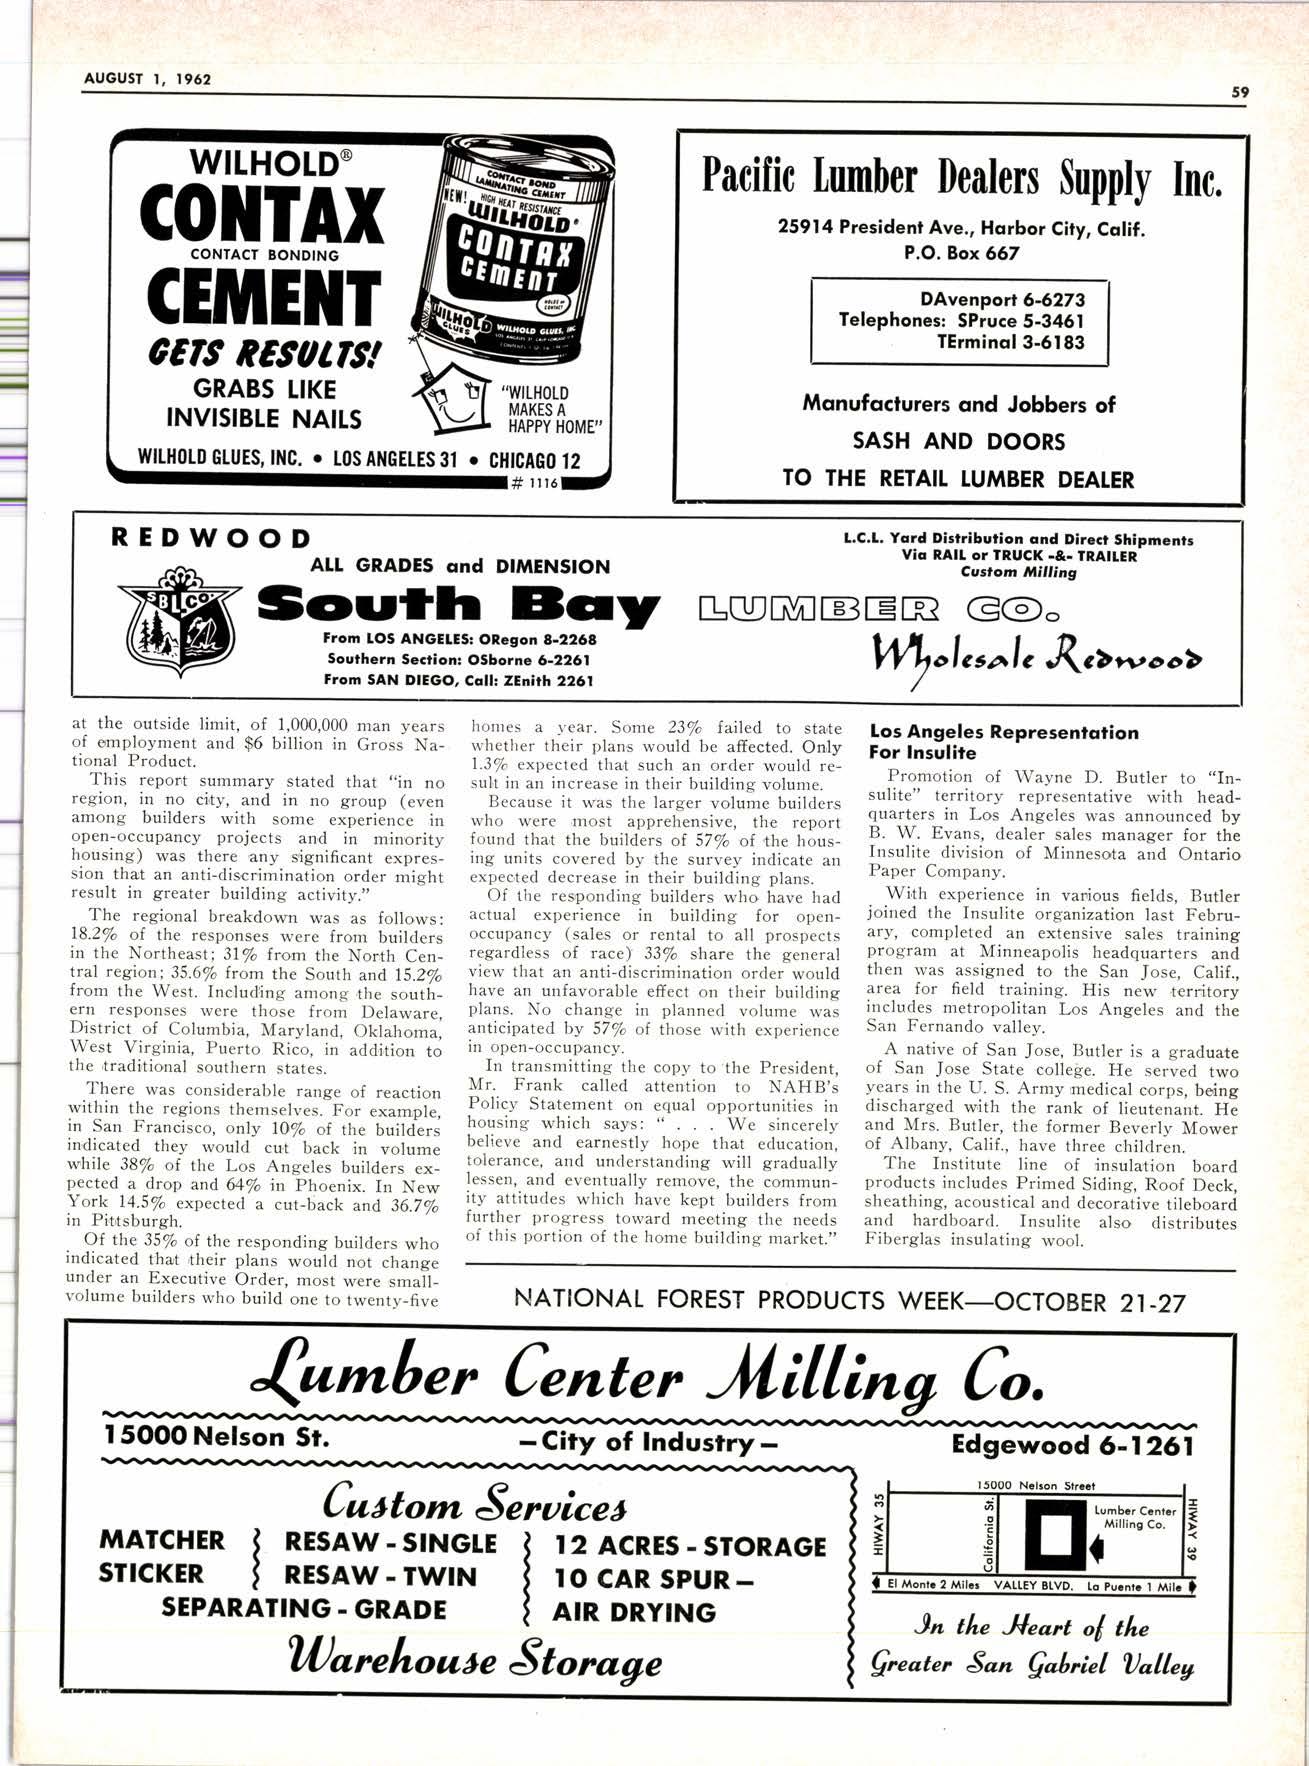 AUGUST 1, 1962
59
WILHOLD®
CONTAX
CONTACT BONDING
CEMENT
GETS RESULTS!
GRABS LIKE
INVISIBLE NAILS
CONTACT BOND
LAMINATING CEMENT
NEW! HIGH HEAT RESISTANCE
WILHOLD®
CONTAX
CEMENT
HOLDS ON
CONTACT
WILHOLD
GLUES
WILHOLD GLUES, INC.
"WILHOLD
MAKES A
HAPPY HOME"
WILHOLD GLUES, INC. • LOS ANGELES 31 • CHICAGO 12
# 1116
Pacific Lumber Dealers Supply Inc.
25914 President Ave., Harbor City, Calif.
P.O. Box 667
DAvenport 6-6273
Telephones: SPruce 5-3461
TErminal 3-6183
Manufacturers and Jobbers of
SASH AND DOORS
TO THE RETAIL LUMBER DEALER
REDWOOD
ALL GRADES and DIMENSION
SBLCO.
South Bay LUMBER CO.
From LOS ANGELES: ORegon 8-2268
Southern Section: OSborne 6-2261
From SAN DIEGO, Call: ZEnith 2261
L.C.L. Yard Distribution and Direct Shipments
Via RAIL or TRUCK -&- TRAILER
Custom Milling
Wholesale Redwood
at the outside limit, of 1,000,000 man years
of employment and $6 billion in Gross Na-
tional Product.
This report summary stated that "in no
region, in no city, and in no group (even
among builders with some experience in
open-occupancy projects and in minority
housing) was there any significant expres-
sion that an anti-discrimination order might
result in greater building activity."
The regional breakdown was as follows:
18.2% of the responses were from builders
in the Northeast; 31% from the North Cen-
tral region; 35.6% from the South and 15.2%
from the West. Including among the south-
ern responses were those from Delaware,
District of Columbia, Maryland, Oklahoma,
West Virginia, Puerto Rico, in addition to
the traditional southern states.
There was considerable range of reaction
within the regions themselves. For example,
in San Francisco, only 10% of the builders
indicated they would cut back in volume
while 38% of the Los Angeles builders ex-
pected a drop and 64% in Phoenix. In New
York 14.5% expected a cut-back and 36.7%
in Pittsburgh.
Of the 35% of the responding builders who
indicated that their plans would not change
under an Executive Order, most were small-
volume builders who build one to twenty-five
homes a year. Some 23% failed to state
whether their plans would be affected. Only
1.3% expected that such an order would re-
sult in an increase in their building volume.
Because it was the larger volume builders
who were most apprehensive, the report
found that the builders of 57% of the hous-
ing units covered by the survey indicate an
expected decrease in their building plans.
Of the responding builders who have had
actual experience in building for open-
occupancy (sales or rental to all prospects
regardless of race) 33% share the general
view that an anti-discrimination order would
have an unfavorable effect on their building
plans. No change in planned volume was
anticipated by 57% of those with experience
in open-occupancy.
In transmitting the copy to the President,
Mr. Frank called attention to NAHB's
Policy Statement on equal opportunities in
housing which says: " . . . We sincerely
believe and earnestly hope that education,
tolerance, and understanding will gradually
lessen, and eventually remove, the commun-
ity attitudes which have kept builders from
further progress toward meeting the needs
of this portion of the home building market."
Los Angeles Representation
For Insulite
Promotion of Wayne D. Butler to "In-
sulite" territory representative with head-
quarters in Los Angeles was announced by
B. W. Evans, dealer sales manager for the
Insulite division of Minnesota and Ontario
Paper Company.
With experience in various fields, Butler
joined the Insulite organization last Febru-
ary, completed an extensive sales training
program at Minneapolis headquarters and
then was assigned to the San Jose, Calif.,
area for field training. His new territory
includes metropolitan Los Angeles and the
San Fernando valley.
A native of San Jose, Butler is a graduate
of San Jose State college. He served two
years in the U. S. Army medical corps, being
discharged with the rank of lieutenant. He
and Mrs. Butler, the former Beverly Mower
of Albany, Calif., have three children.
The Institute line of insulation board
products includes Primed Siding, Roof Deck,
sheathing, acoustical and decorative tileboard
and hardboard. Insulite also distributes
Fiberglas insulating wool.
NATIONAL FOREST PRODUCTS WEEK—OCTOBER 21-27
Lumber Center Milling Co.
15000 Nelson St. – City of Industry – Edgewood 6-1261
Custom Services
MATCHER RESAW - SINGLE 12 ACRES - STORAGE
STICKER RESAW - TWIN 10 CAR SPUR –
SEPARATING - GRADE AIR DRYING
Warehouse Storage
15000 Nelson Street
HIWAY 35
California St.
Lumber Center
Milling Co.
HIWAY 39
El Monte 2 Miles VALLEY BLVD. La Puente 1 Mile
In the Heart of the
Greater San Gabriel Valley